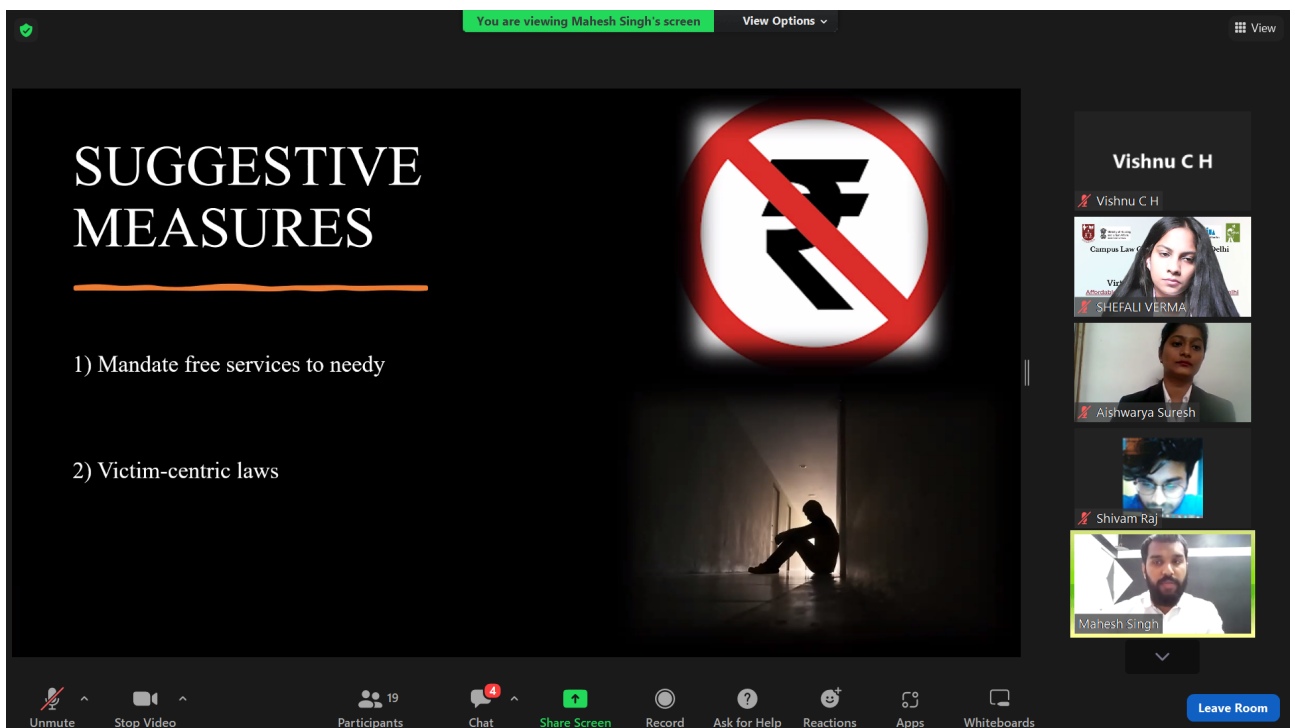 You are viewing Mahesh Singh's screen
View Options
View
SUGGESTIVE
MEASURES
1) Mandate free services to needy
2) Victim-centric laws
₹
Vishnu C H
Vishnu C H
Campus Law
Delhi
SHEFALI VERMA
Aishwarya Suresh
Shivam Raj
Mahesh Singh
Unmute
Stop Video
19
Participants
4
Chat
Share Screen
Record
Ask for Help
Reactions
Apps
Whiteboards
Leave Room